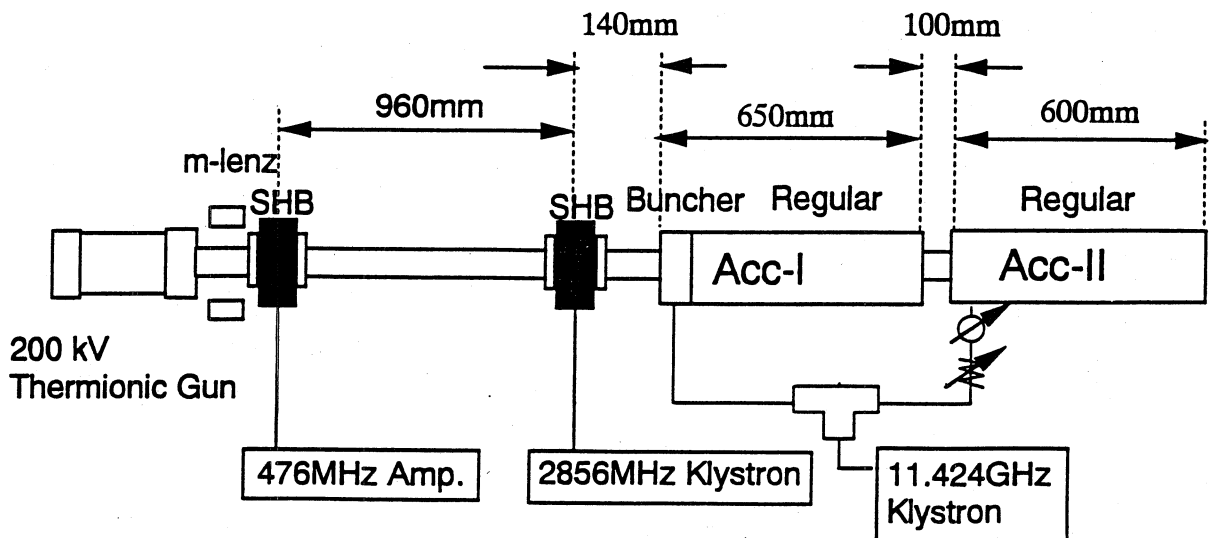 140mm
100mm
960mm
650mm
600mm
m-lenz
SHB
SHB
Buncher
Regular
Regular
Acc-I
Acc-II
200 kV
Thermionic Gun
476MHz Amp.
2856MHz Klystron
11.424GHz
Klystron